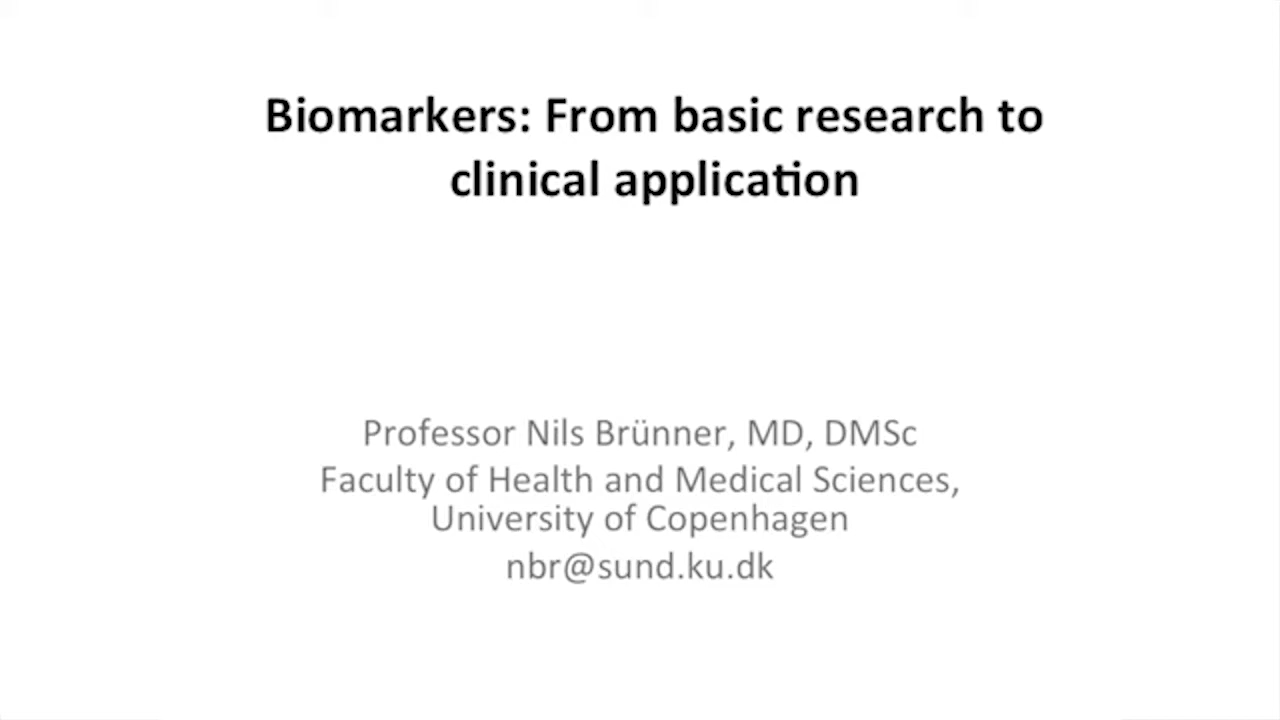 Biomarkers: From basic research to
clinical application
Professor Nils Brünner, MD, DMSc
Faculty of Health and Medical Sciences,
University of Copenhagen
nbr@sund.ku.dk